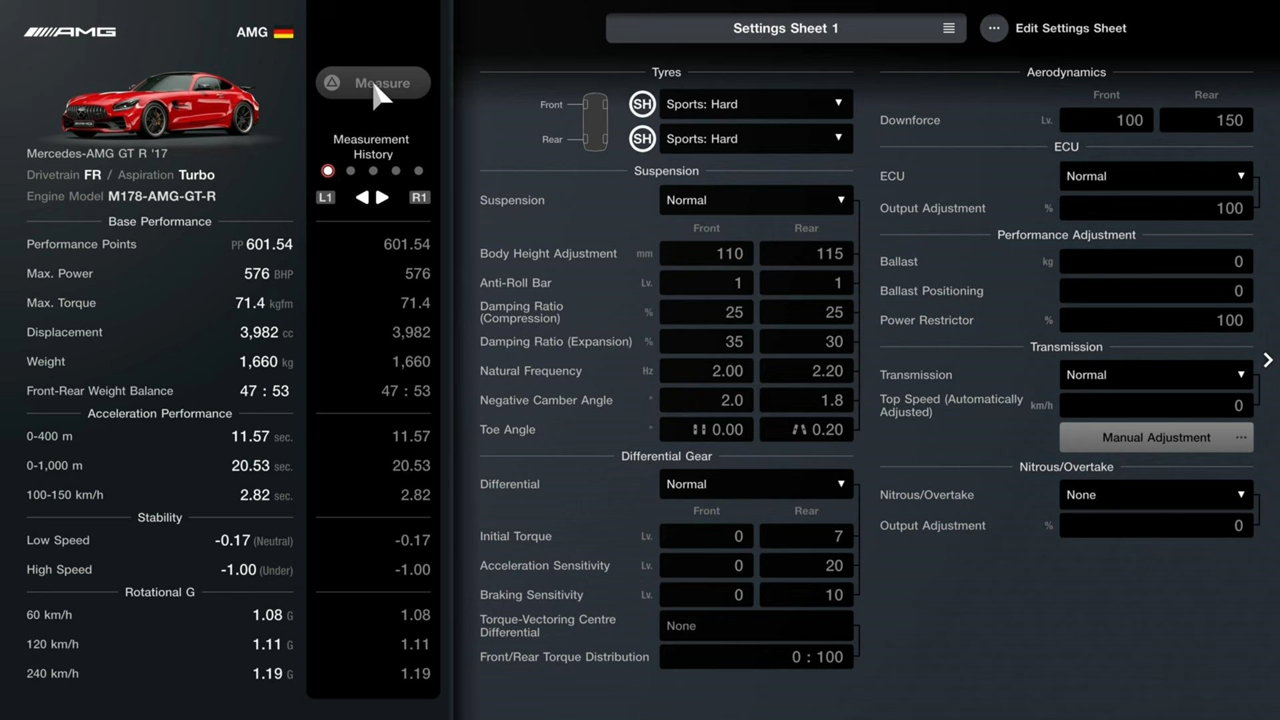 AMG
AMG
Mercedes-AMG GT R '17
Drivetrain FR / Aspiration Turbo
Engine Model M178-AMG-GT-R
Base Performance
Performance Points PP 601.54
Max. Power 576 BHP
Max. Torque 71.4 kgfm
Displacement 3,982 cc
Weight 1,660 kg
Front-Rear Weight Balance 47 : 53
Acceleration Performance
0-400 m 11.57 sec.
0-1,000 m 20.53 sec.
100-150 km/h 2.82 sec.
Stability
Low Speed -0.17 (Neutral)
High Speed -1.00 (Under)
Rotational G
60 km/h 1.08 G
120 km/h 1.11 G
240 km/h 1.19 G
Measure
Measurement
History
L1 R1
601.54
576
71.4
3,982
1,660
47 : 53
11.57
20.53
2.82
-0.17
-1.00
1.08
1.11
1.19
Settings Sheet 1
Edit Settings Sheet
Tyres
Front SH Sports: Hard
Rear SH Sports: Hard
Suspension
Suspension Normal
Front Rear
Body Height Adjustment mm 110 115
Anti-Roll Bar Lv. 1 1
Damping Ratio
(Compression) % 25 25
Damping Ratio (Expansion) % 35 30
Natural Frequency Hz 2.00 2.20
Negative Camber Angle ° 2.0 1.8
Toe Angle ° 0.00 0.20
Differential Gear
Differential Normal
Front Rear
Initial Torque Lv. 0 7
Acceleration Sensitivity Lv. 0 20
Braking Sensitivity Lv. 0 10
Torque-Vectoring Centre
Differential None
Front/Rear Torque Distribution 0 : 100
Aerodynamics
Front Rear
Downforce Lv. 100 150
ECU
ECU Normal
Output Adjustment % 100
Performance Adjustment
Ballast kg 0
Ballast Positioning 0
Power Restrictor % 100
Transmission
Transmission Normal
Top Speed (Automatically
Adjusted) km/h 0
Manual Adjustment
Nitrous/Overtake
Nitrous/Overtake None
Output Adjustment % 0